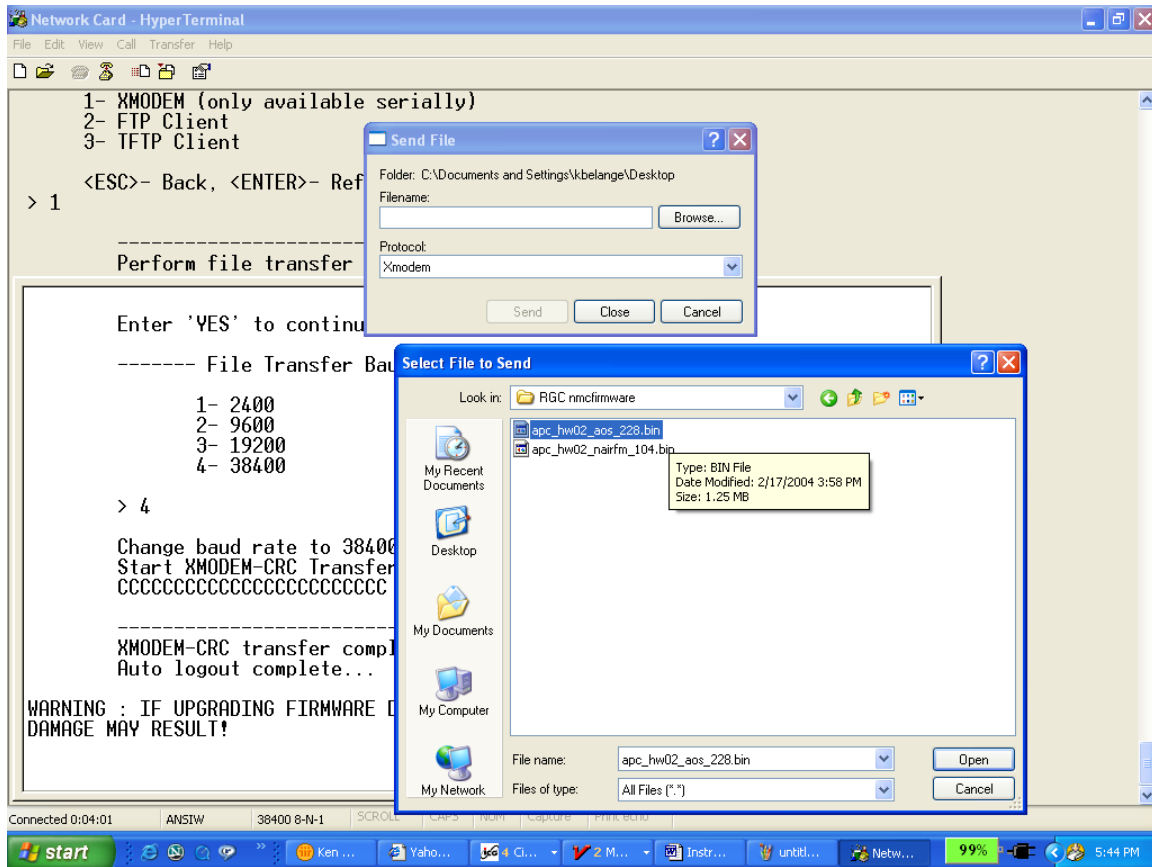 Network Card - HyperTerminal
File Edit View Call Transfer Help
1- XMODEM (only available serially)
2- FTP Client
3- TFTP Client
<ESC>- Back, <ENTER>- Ref
> 1
Perform file transfer
Enter 'YES' to continu
------- File Transfer Bau
1- 2400
2- 9600
3- 19200
4- 38400
> 4
Change baud rate to 38400
Start XMODEM-CRC Transfer
CCCCCCCCCCCCCCCCCCCCCCCC
XMODEM-CRC transfer compl
Auto logout complete...
WARNING : IF UPGRADING FIRMWARE D
DAMAGE MAY RESULT!
Send File
Folder: C:\Documents and Settings\kbelange\Desktop
Filename:
Browse...
Protocol:
Xmodem
Send Close Cancel
Select File to Send
Look in: RGC nmcfirmware
My Recent Documents
Desktop
My Documents
My Computer
My Network
apc_hw02_aos_228.bin
apc_hw02_nairfm_104.bin
Type: BIN File
Date Modified: 2/17/2004 3:58 PM
Size: 1.25 MB
File name: apc_hw02_aos_228.bin Open
Files of type: All Files (*.*) Cancel
Connected 0:04:01 ANSIW 38400 8-N-1 SCROLL CAPS NUM Capture Print echo
start Ken ... Yaho... 4 Ci... 2 M... Instr... untitl... Netw... 99% 5:44 PM